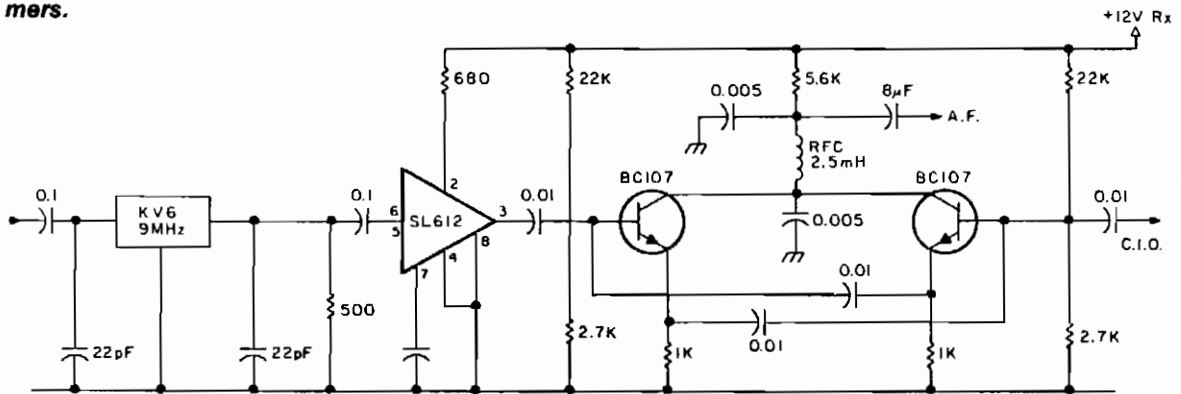 mers.
+12V Rx
680
22K
5.6K
22K
0.005
8µF
A.F.
RFC
2.5mH
BC107
BC107
0.1
KV6
9MHz
0.1
6
5
SL612
2
3
8
4
7
0.01
0.005
0.01
C.I.O.
0.01
0.01
500
22pF
22pF
2.7K
1K
1K
2.7K